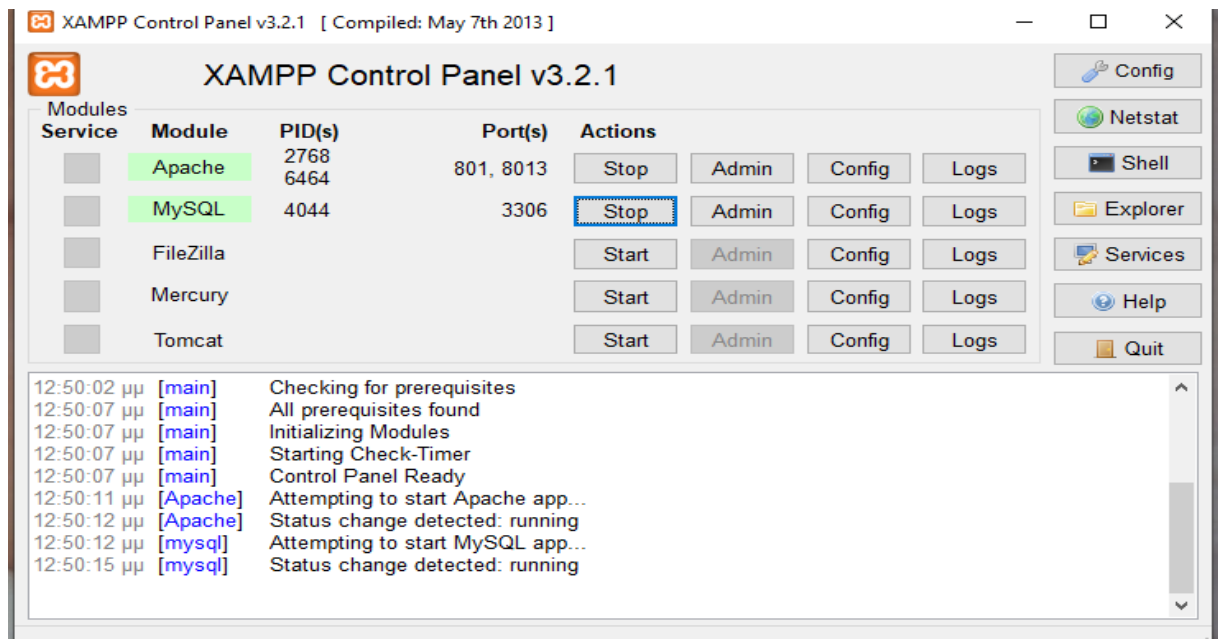 XAMPP Control Panel v3.2.1 [ Compiled: May 7th 2013 ]
XAMPP Control Panel v3.2.1
Config
Modules
Service Module PID(s) Port(s) Actions
Netstat
Apache 2768 6464 801, 8013 Stop Admin Config Logs
Shell
MySQL 4044 3306 Stop Admin Config Logs
Explorer
FileZilla Start Admin Config Logs
Services
Mercury Start Admin Config Logs
Help
Tomcat Start Admin Config Logs
Quit
12:50:02 μμ [main] Checking for prerequisites
12:50:07 μμ [main] All prerequisites found
12:50:07 μμ [main] Initializing Modules
12:50:07 μμ [main] Starting Check-Timer
12:50:07 μμ [main] Control Panel Ready
12:50:11 μμ [Apache] Attempting to start Apache app...
12:50:12 μμ [Apache] Status change detected: running
12:50:12 μμ [mysql] Attempting to start MySQL app...
12:50:15 μμ [mysql] Status change detected: running